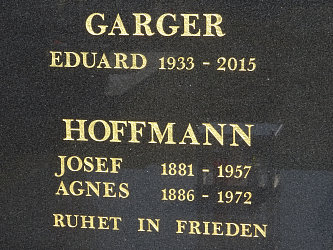 GARGER
EDUARD 1933 - 2015
HOFFMANN
JOSEF 1881 - 1957
AGNES 1886 - 1972
RUHET IN FRIEDEN